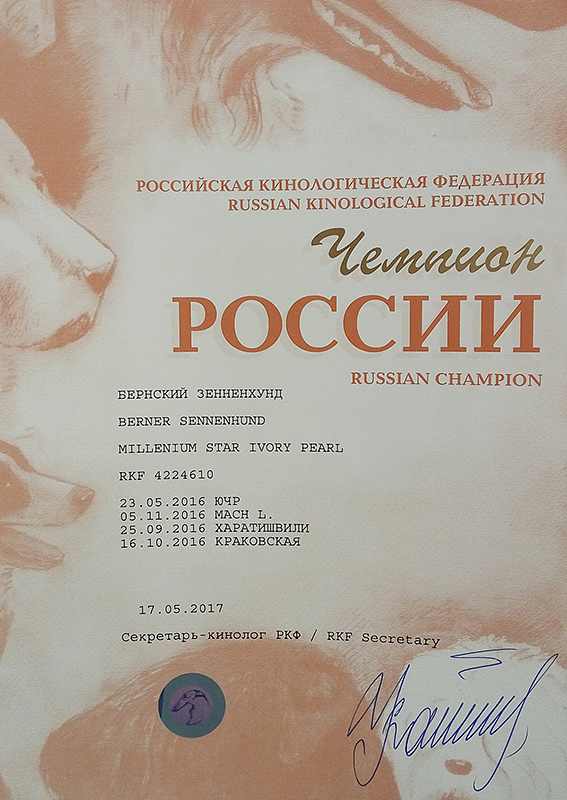 РОССИЙСКАЯ КИНОЛОГИЧЕСКАЯ ФЕДЕРАЦИЯ
RUSSIAN KINOLOGICAL FEDERATION
Чемпион
РОССИИ
RUSSIAN CHAMPION
БЕРНСКИЙ ЗЕННЕНХУНД
BERNER SENNENHUND
MILLENIUM STAR IVORY PEARL
RKF 4224610
23.05.2016 ЮЧР
05.11.2016 MACH L.
25.09.2016 ХАРАТИШВИЛИ
16.10.2016 КРАКОВСКАЯ
17.05.2017
Секретарь-кинолог РКФ / RKF Secretary